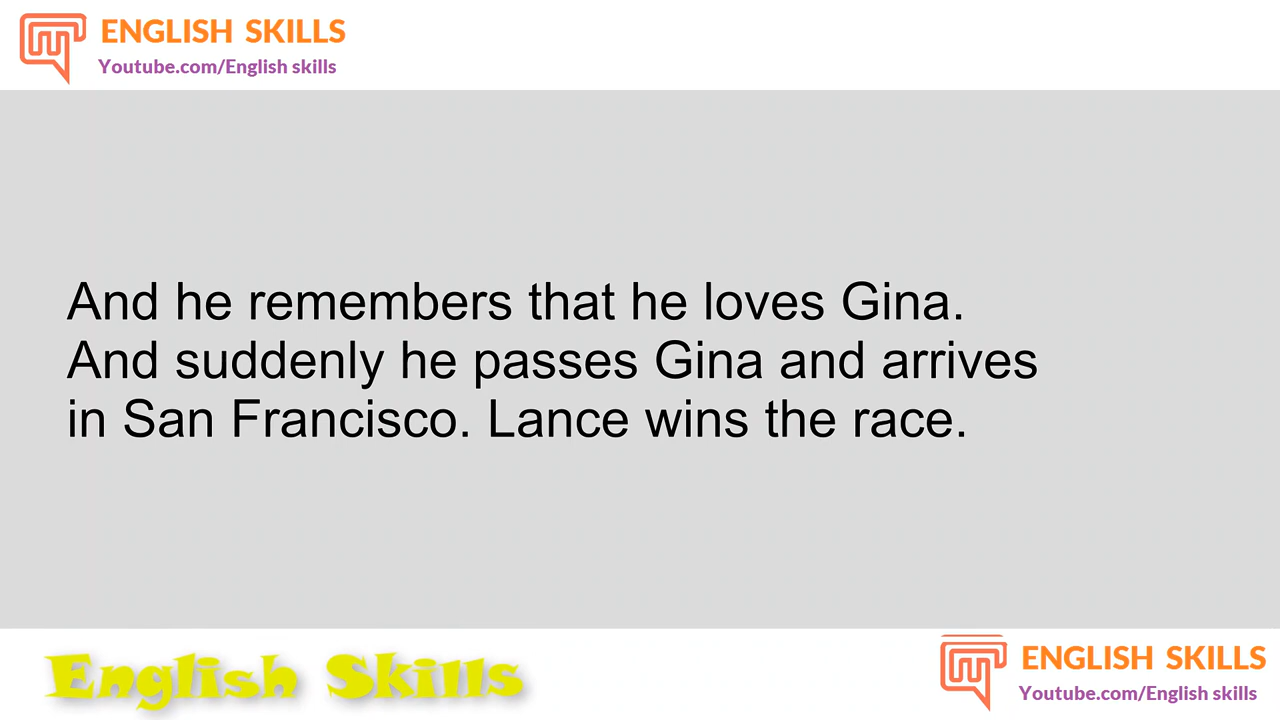 ENGLISH SKILLS
Youtube.com/English skills
And he remembers that he loves Gina.
And suddenly he passes Gina and arrives
in San Francisco. Lance wins the race.
English Skills
ENGLISH SKILLS
Youtube.com/English skills